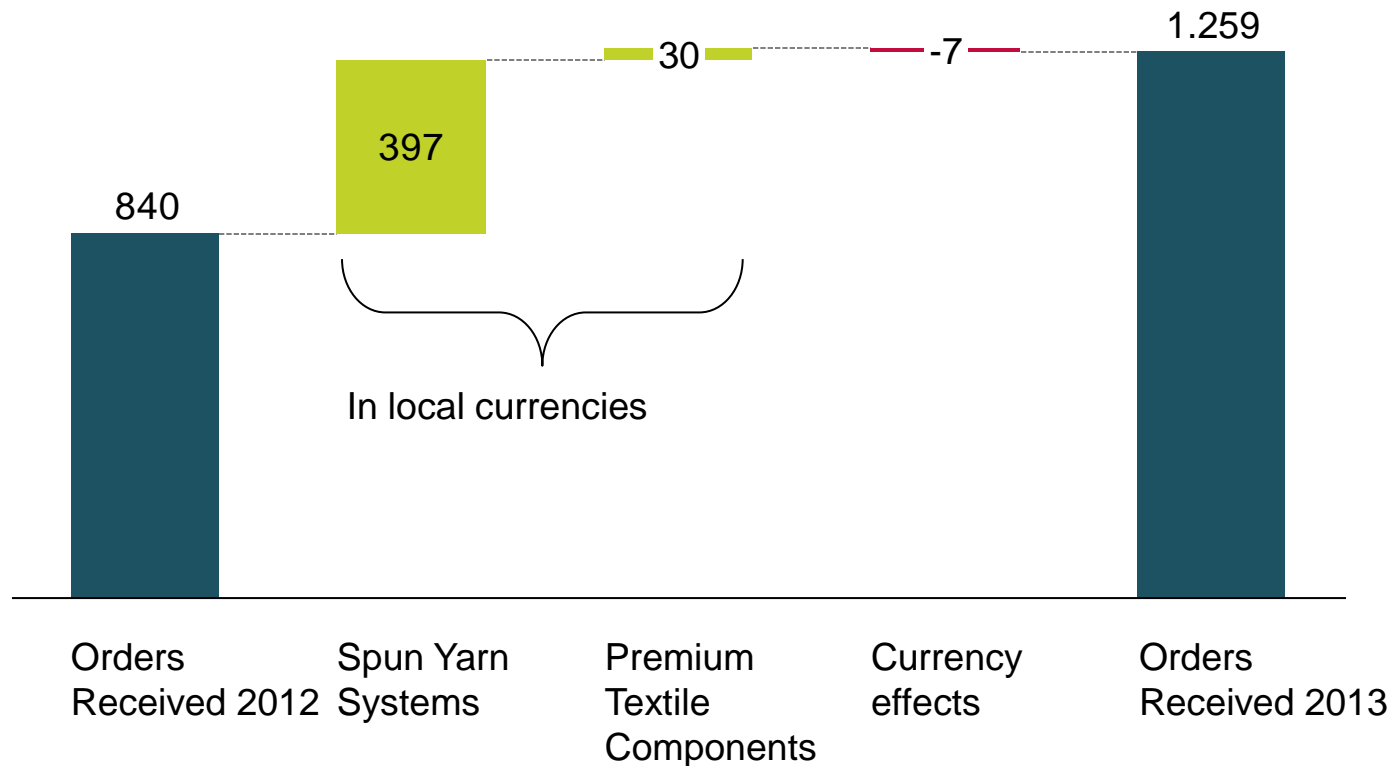 1.259
30
-7
397
840
In local currencies
Orders
Received 2012
Spun Yarn
Systems
Premium
Textile
Components
Currency
effects
Orders
Received 2013